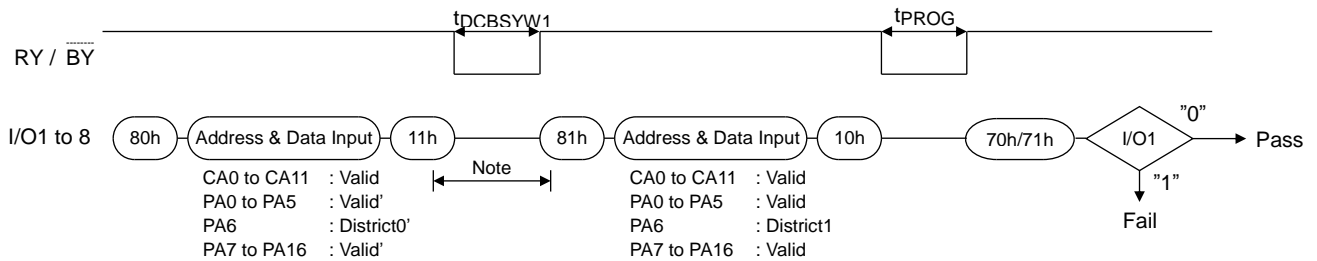 tDCBSYW1
tPROG
RY / BY
I/O1 to 8
80h
Address & Data Input
11h
81h
Address & Data Input
10h
70h/71h
I/O1
”0”
Pass
Note
”1”
Fail
CA0 to CA11 : Valid
PA0 to PA5 : Valid’
PA6 : District0’
PA7 to PA16 : Valid’
CA0 to CA11 : Valid
PA0 to PA5 : Valid
PA6 : District1
PA7 to PA16 : Valid